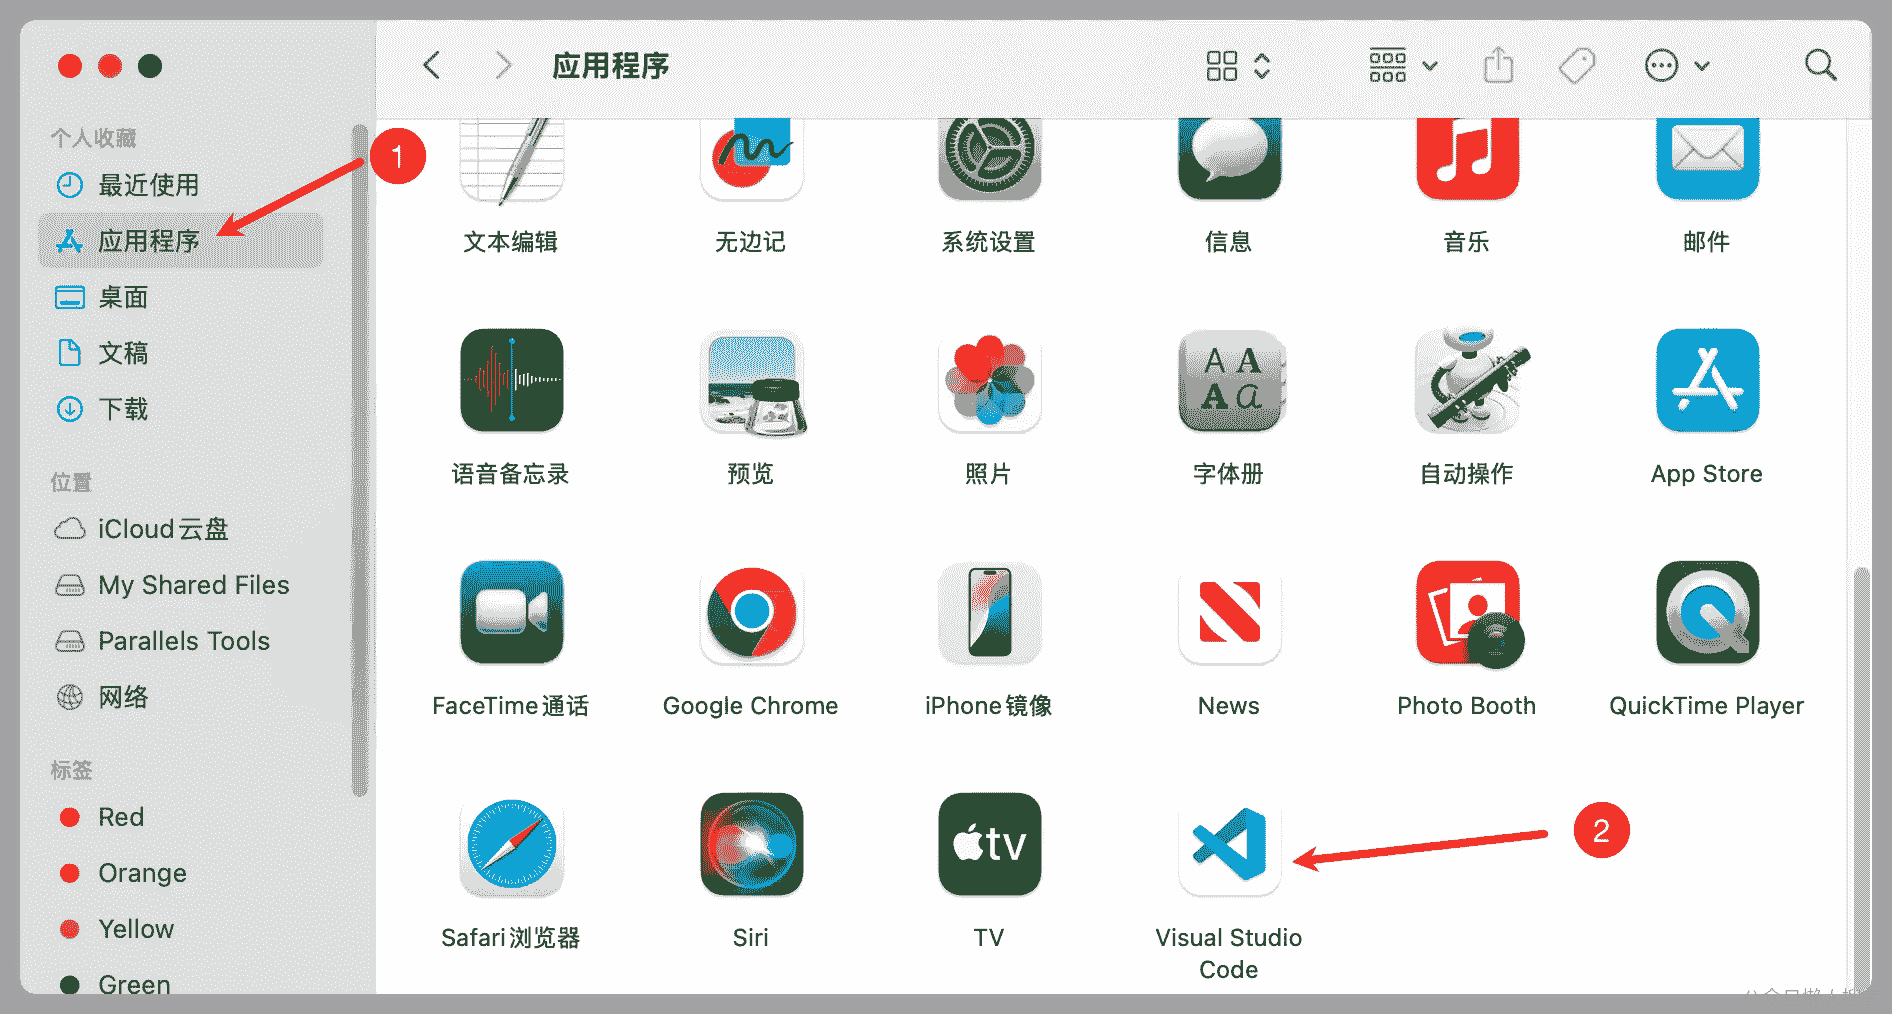 应用程序
个人收藏
最近使用
应用程序
桌面
文稿
下载
位置
iCloud云盘
My Shared Files
Parallels Tools
网络
标签
Red
Orange
Yellow
Green
1
文本编辑
无边记
系统设置
信息
音乐
邮件
A A
A a
语音备忘录
预览
照片
字体册
自动操作
App Store
FaceTime通话
Google Chrome
iPhone镜像
News
Photo Booth
QuickTime Player
tv
2
Safari浏览器
Siri
TV
Visual Studio
Code